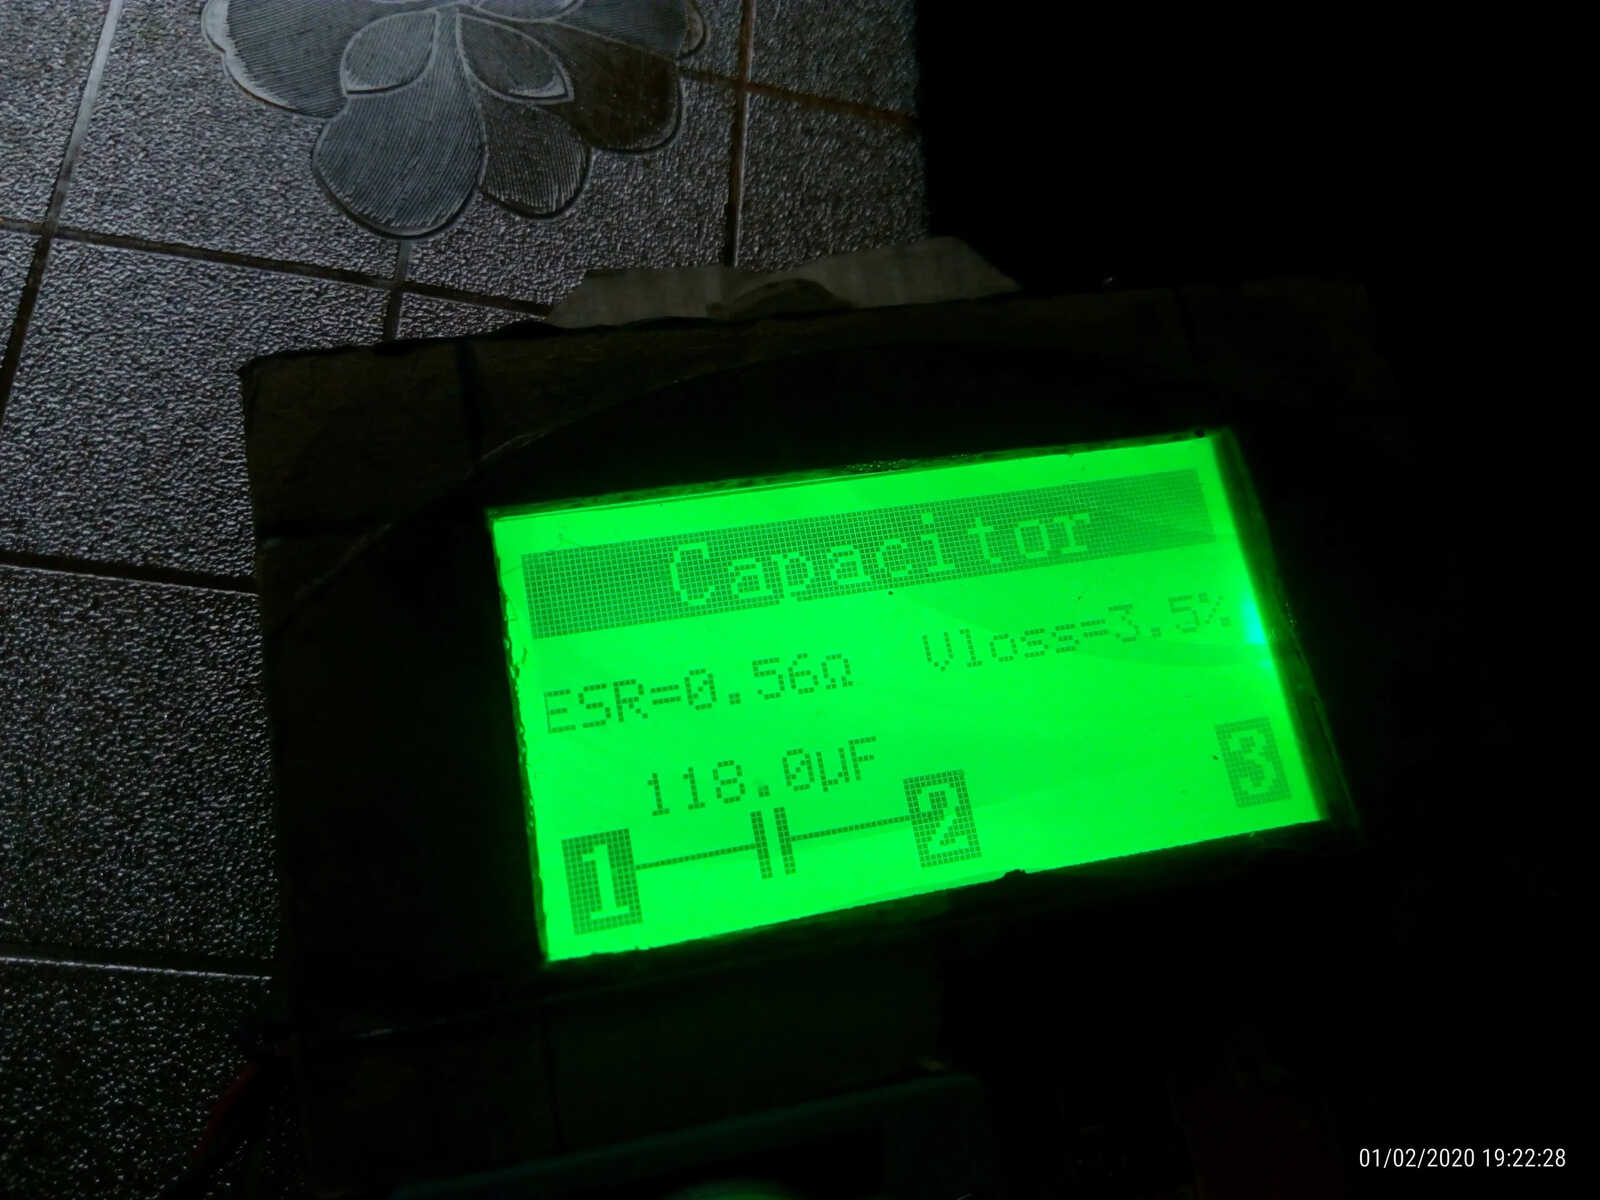 Capacitor
ESR=0.56Ω Vloss=3.5%
118.0µF
1 2 3
01/02/2020 19:22:28